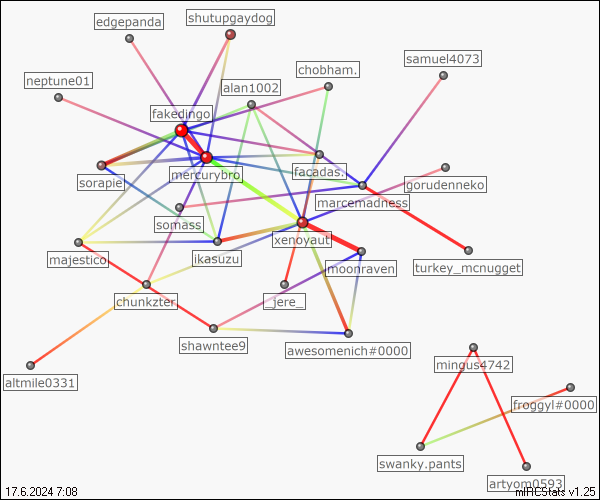 shutupgaydog
edgepanda
samuel4073
chobham.
neptune01
alan1002
fakedingo
facadas.
mercurybro
sorapie
gorudenneko
marcemadness
somass
xenoyaut
majestico
ikasuzu
moonraven
turkey_mcnugget
chunkzter
_jere_
shawntee9
awesomenich#0000
mingus4742
altmile0331
froggyl#0000
swanky.pants
artyom0593
17.6.2024 7:08
mIRCStats v1.25